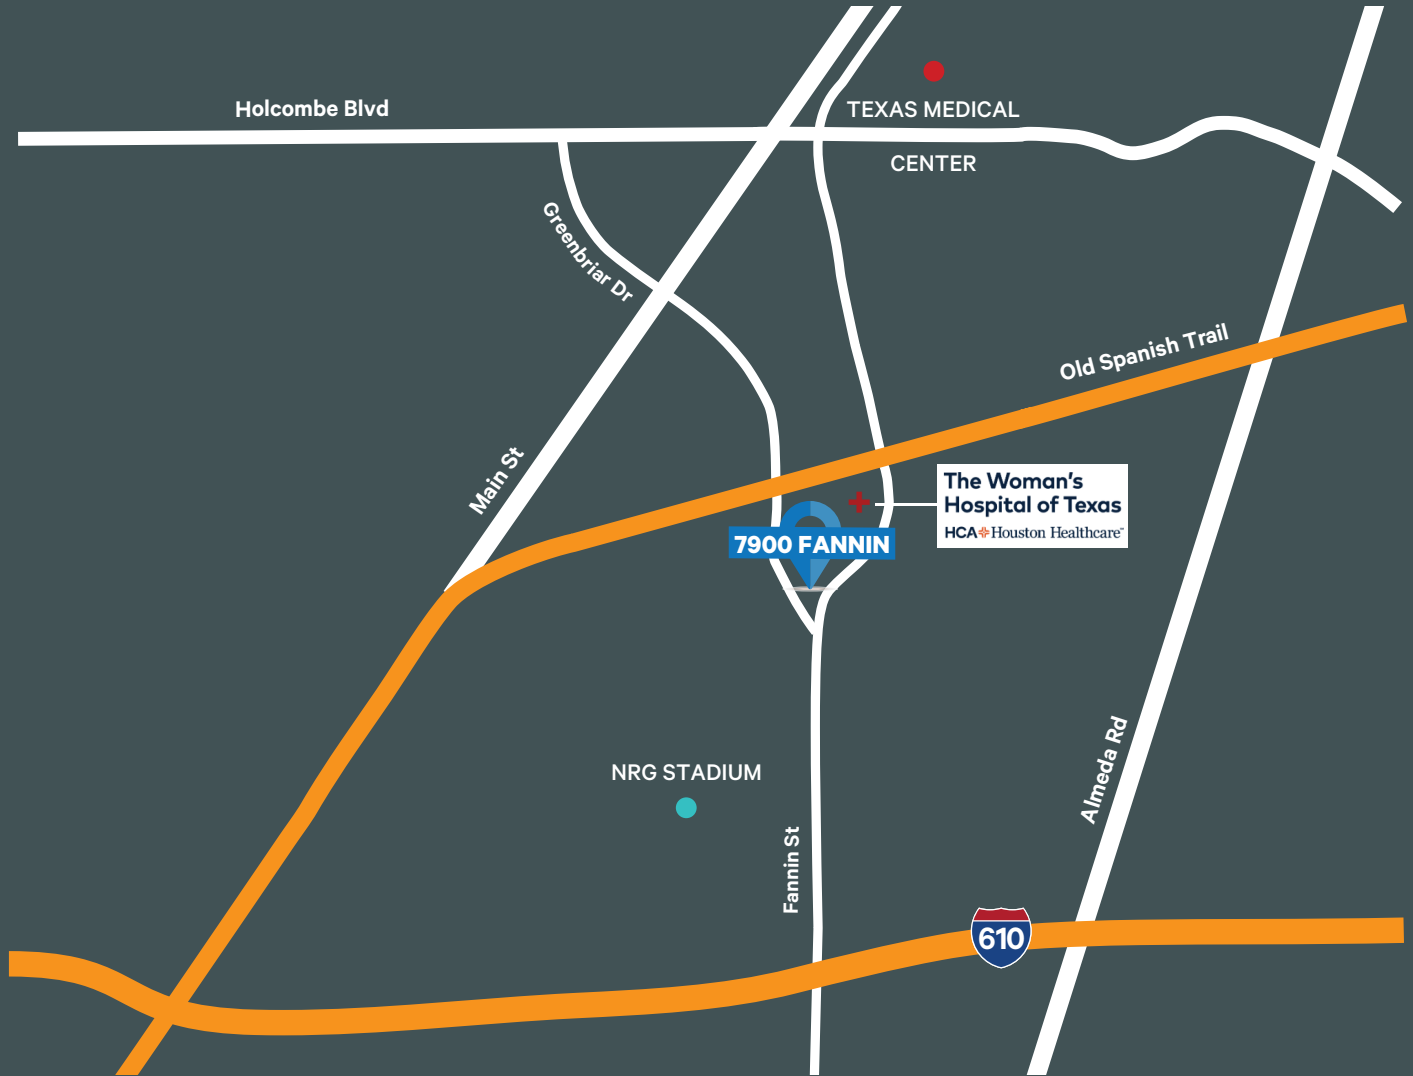 Holcombe Blvd
TEXAS MEDICAL
CENTER
Greenbriar Dr
Old Spanish Trail
Main St
The Woman's
Hospital of Texas
HCA Houston Healthcare™
7900 FANNIN
NRG STADIUM
Almeda Rd
Fannin St
610